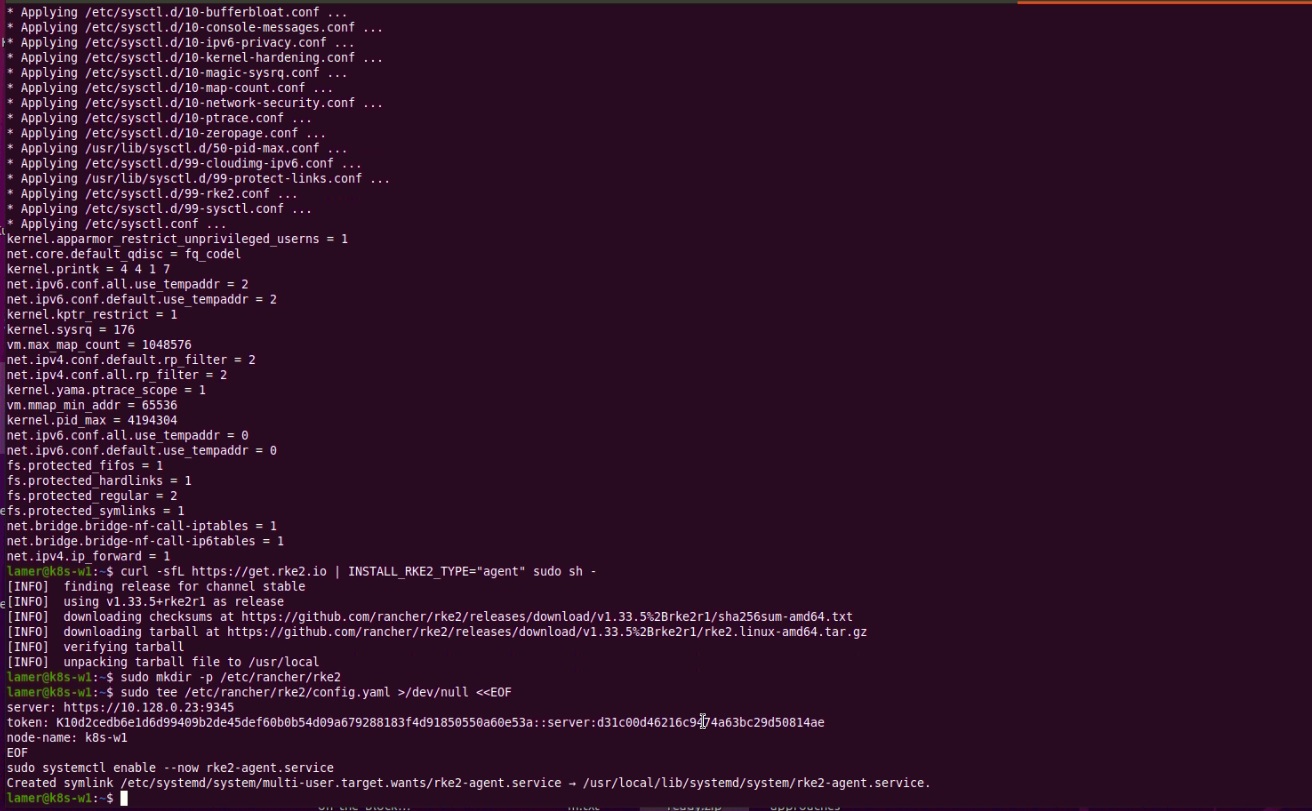 * Applying /etc/sysctl.d/10-bufferbloat.conf ...
* Applying /etc/sysctl.d/10-console-messages.conf ...
* Applying /etc/sysctl.d/10-ipv6-privacy.conf ...
* Applying /etc/sysctl.d/10-kernel-hardening.conf ...
* Applying /etc/sysctl.d/10-magic-sysrq.conf ...
* Applying /etc/sysctl.d/10-map-count.conf ...
* Applying /etc/sysctl.d/10-network-security.conf ...
* Applying /etc/sysctl.d/10-ptrace.conf ...
* Applying /etc/sysctl.d/10-zeropage.conf ...
* Applying /usr/lib/sysctl.d/50-pid-max.conf ...
* Applying /etc/sysctl.d/99-cloudimg-ipv6.conf ...
* Applying /usr/lib/sysctl.d/99-protect-links.conf ...
* Applying /etc/sysctl.d/99-rke2.conf ...
* Applying /etc/sysctl.d/99-sysctl.conf ...
* Applying /etc/sysctl.conf ...
kernel.apparmor_restrict_unprivileged_userns = 1
net.core.default_qdisc = fq_codel
kernel.printk = 4 4 1 7
net.ipv6.conf.all.use_tempaddr = 2
net.ipv6.conf.default.use_tempaddr = 2
kernel.kptr_restrict = 1
kernel.sysrq = 176
vm.max_map_count = 1048576
net.ipv4.conf.default.rp_filter = 2
net.ipv4.conf.all.rp_filter = 2
kernel.yama.ptrace_scope = 1
vm.mmap_min_addr = 65536
kernel.pid_max = 4194304
net.ipv6.conf.all.use_tempaddr = 0
net.ipv6.conf.default.use_tempaddr = 0
fs.protected_fifos = 1
fs.protected_hardlinks = 1
fs.protected_regular = 2
fs.protected_symlinks = 1
net.bridge.bridge-nf-call-iptables = 1
net.bridge.bridge-nf-call-ip6tables = 1
net.ipv4.ip_forward = 1
lamer@k8s-w1:~$ curl -sfL https://get.rke2.io | INSTALL_RKE2_TYPE="agent" sudo sh -
[INFO]  finding release for channel stable
[INFO]  using v1.33.5+rke2r1 as release
[INFO]  downloading checksums at https://github.com/rancher/rke2/releases/download/v1.33.5%2Brke2r1/sha256sum-amd64.txt
[INFO]  downloading tarball at https://github.com/rancher/rke2/releases/download/v1.33.5%2Brke2r1/rke2.linux-amd64.tar.gz
[INFO]  verifying tarball
[INFO]  unpacking tarball file to /usr/local
lamer@k8s-w1:~$ sudo mkdir -p /etc/rancher/rke2
lamer@k8s-w1:~$ sudo tee /etc/rancher/rke2/config.yaml >/dev/null <<EOF
server: https://10.128.0.23:9345
token:
node-name: k8s-w1
EOF
sudo systemctl enable --now rke2-agent.service
Created symlink /etc/systemd/system/multi-user.target.wants/rke2-agent.service → /usr/local/lib/systemd/system/rke2-agent.service.
lamer@k8s-w1:~$